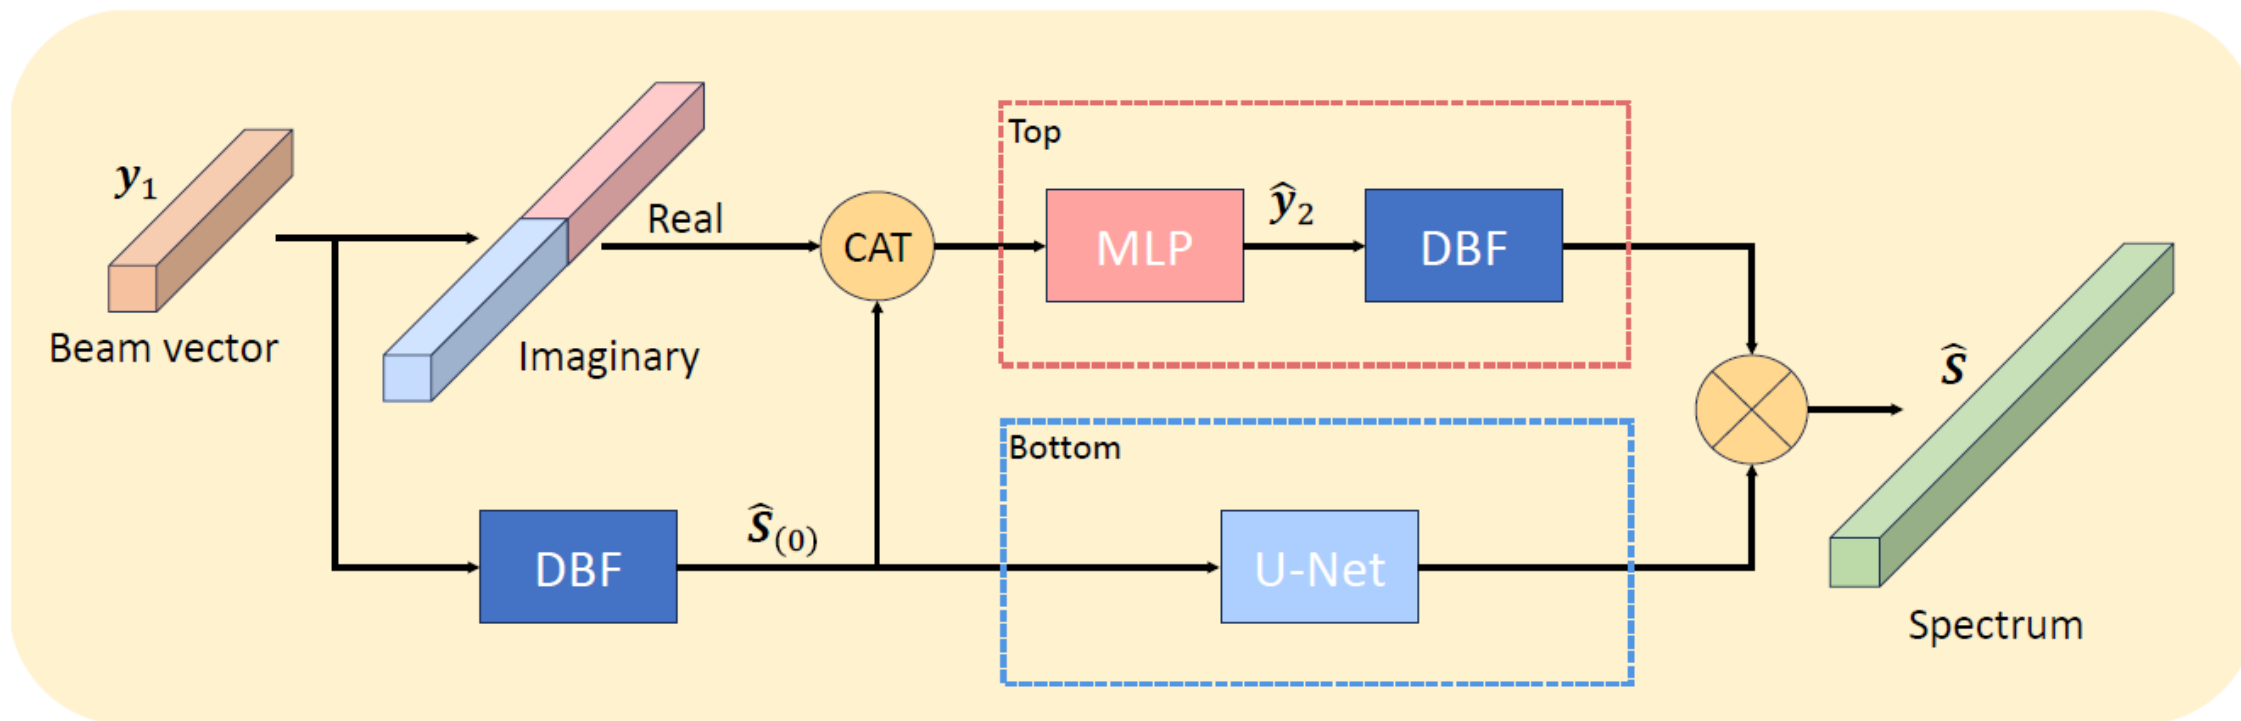 y₁
Beam vector
Imaginary
Real
CAT
Top
MLP
ŷ₂
DBF
DBF
Ŝ₍₀₎
Bottom
U-Net
Ŝ
Spectrum